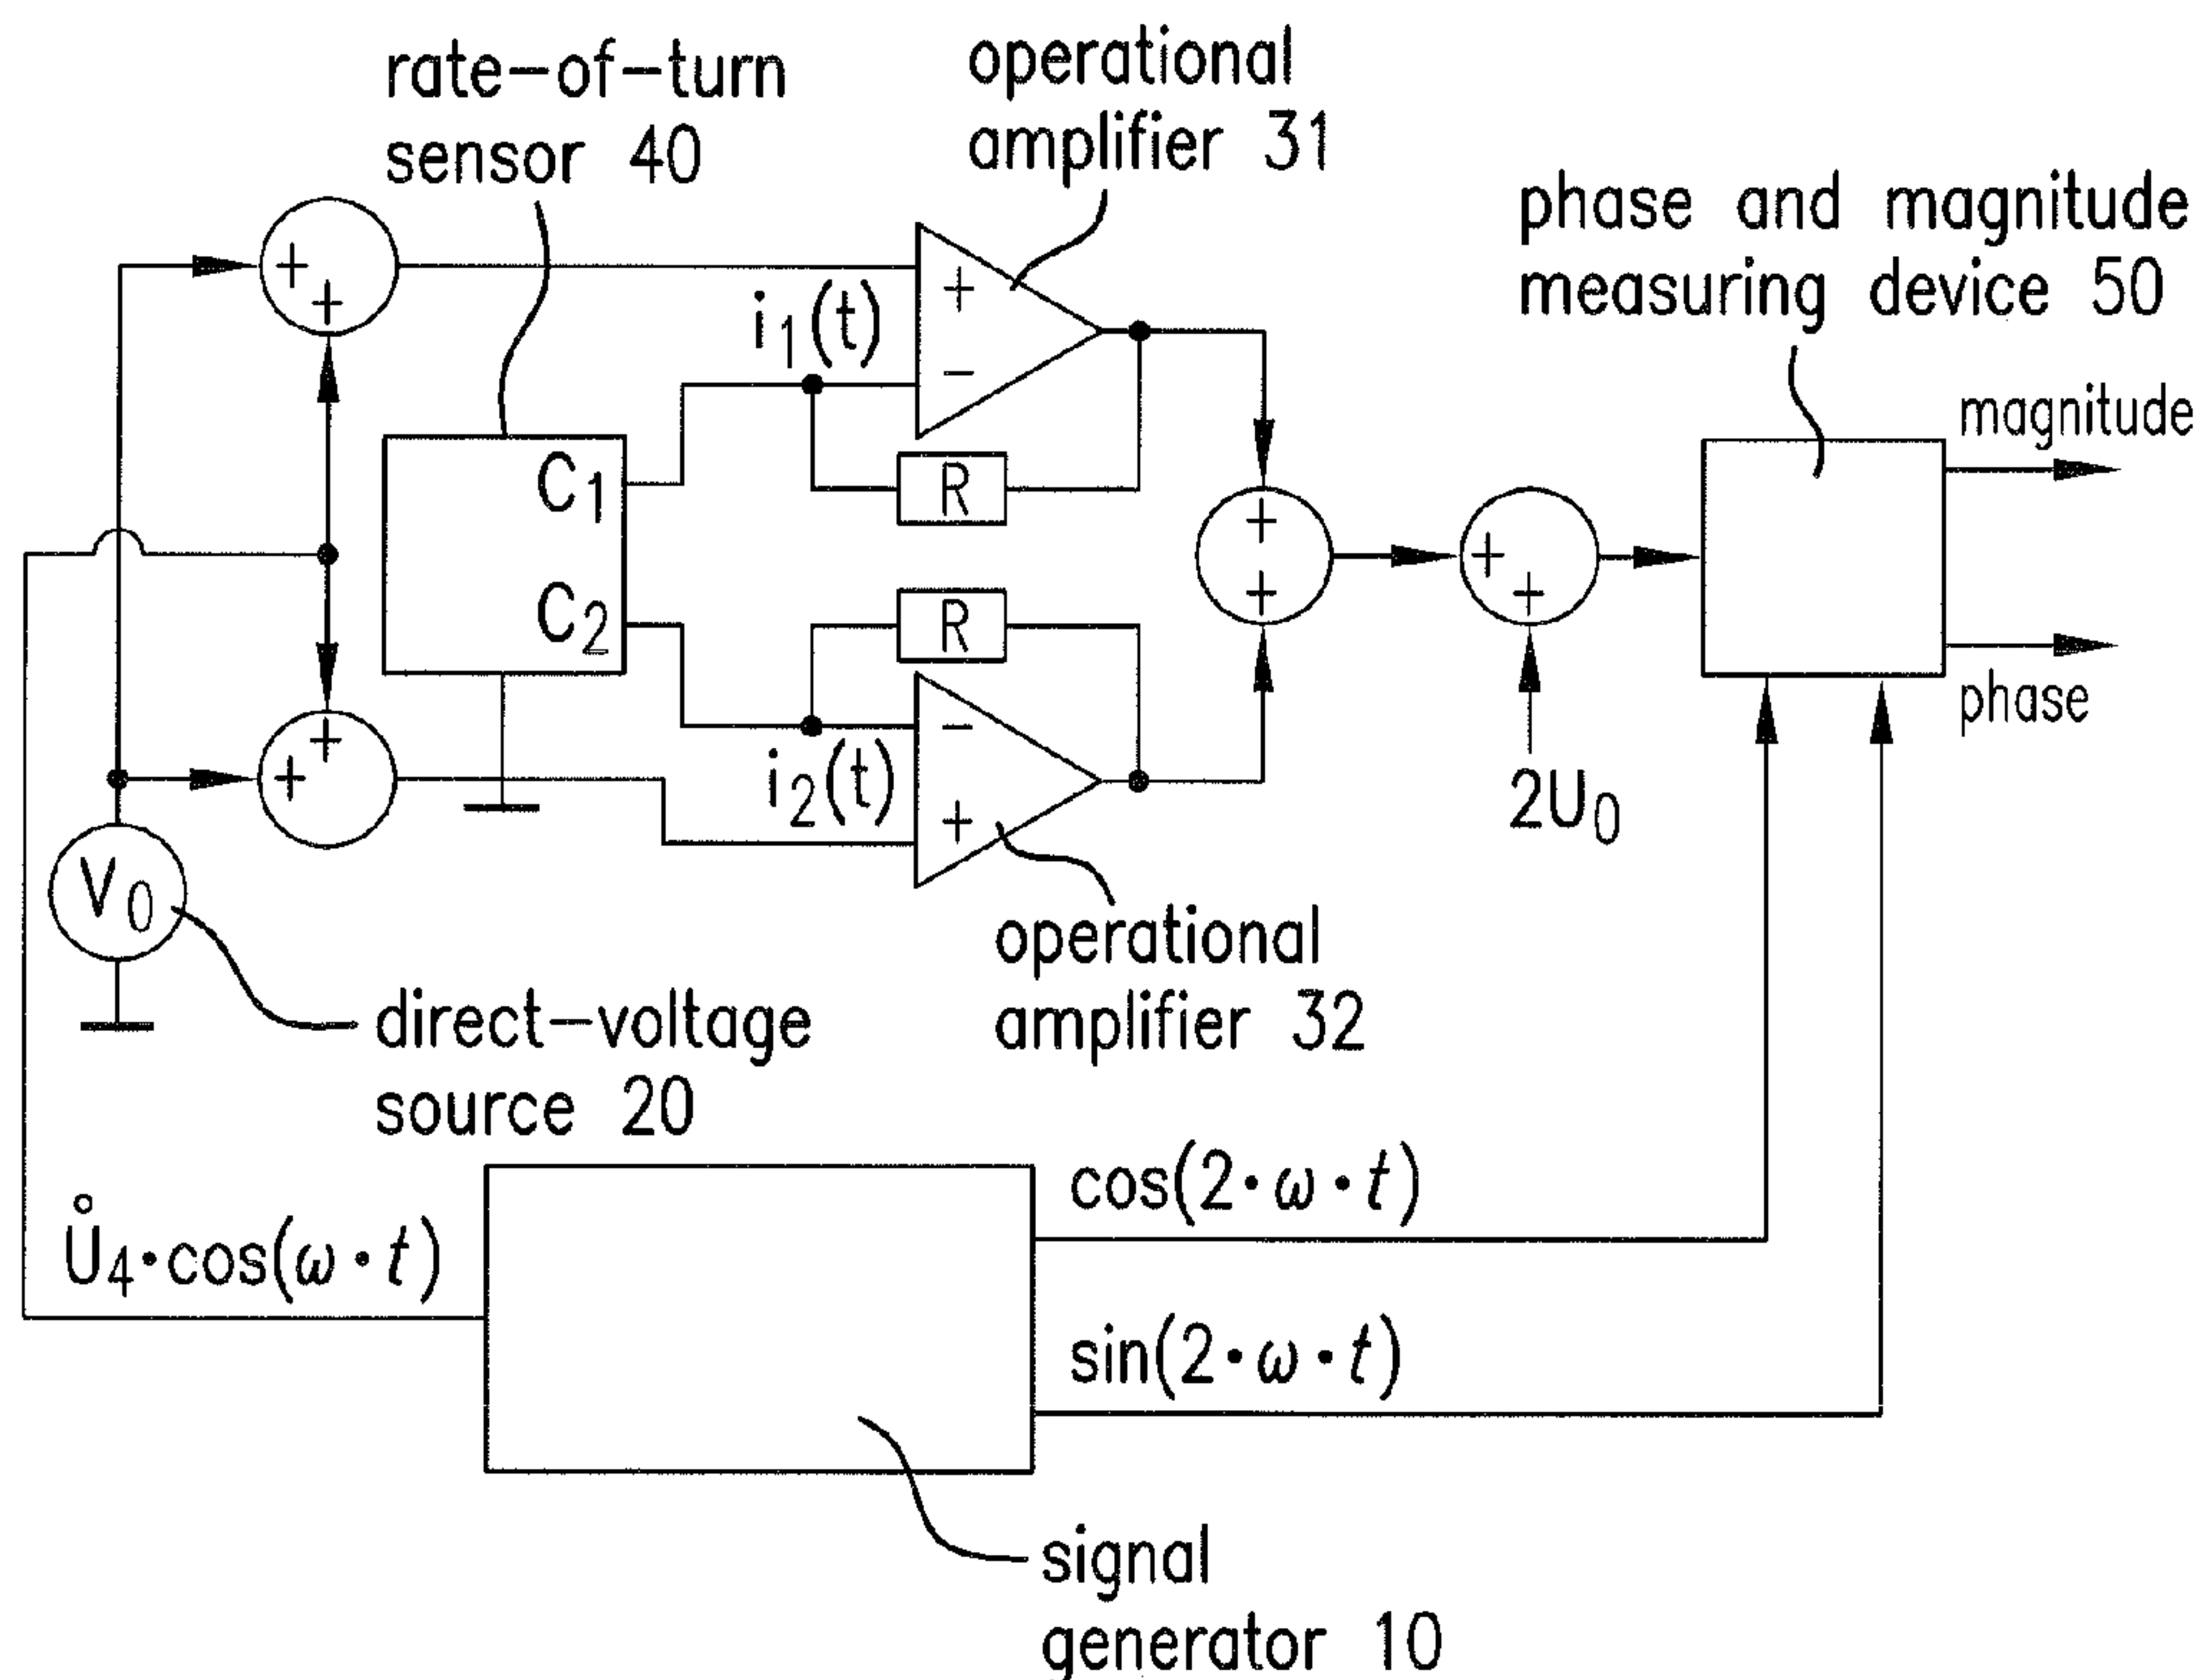 rate-of-turn
sensor 40
operational
amplifier 31
phase and magnitude
measuring device 50
+
+
i1(t)
+
−
magnitude
C1
R
+
+
+
+
C2
R
phase
+
+
−
i2(t)
+
2U0
V0
operational
amplifier 32
direct-voltage
source 20
cos(2·ω·t)
Ů4·cos(ω·t)
sin(2·ω·t)
signal
generator 10